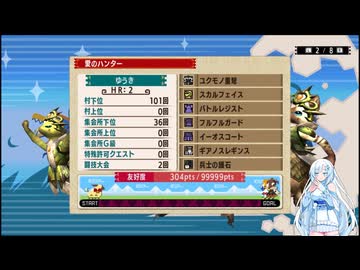 2/8
愛のハンター
ゆうき
HR:2
村下位 101回
村上位 0回
集会所下位 36回
集会所上位 0回
集会所G級 0回
特殊許可クエスト 0回
闘技大会 2回
ユクモノ重弩
スカルフェイス
バトルレジスト
フルフルガード
イーオスコート
ギアノスレギンス
兵士の護石
友好度 304pts/99999pts
START
GOAL